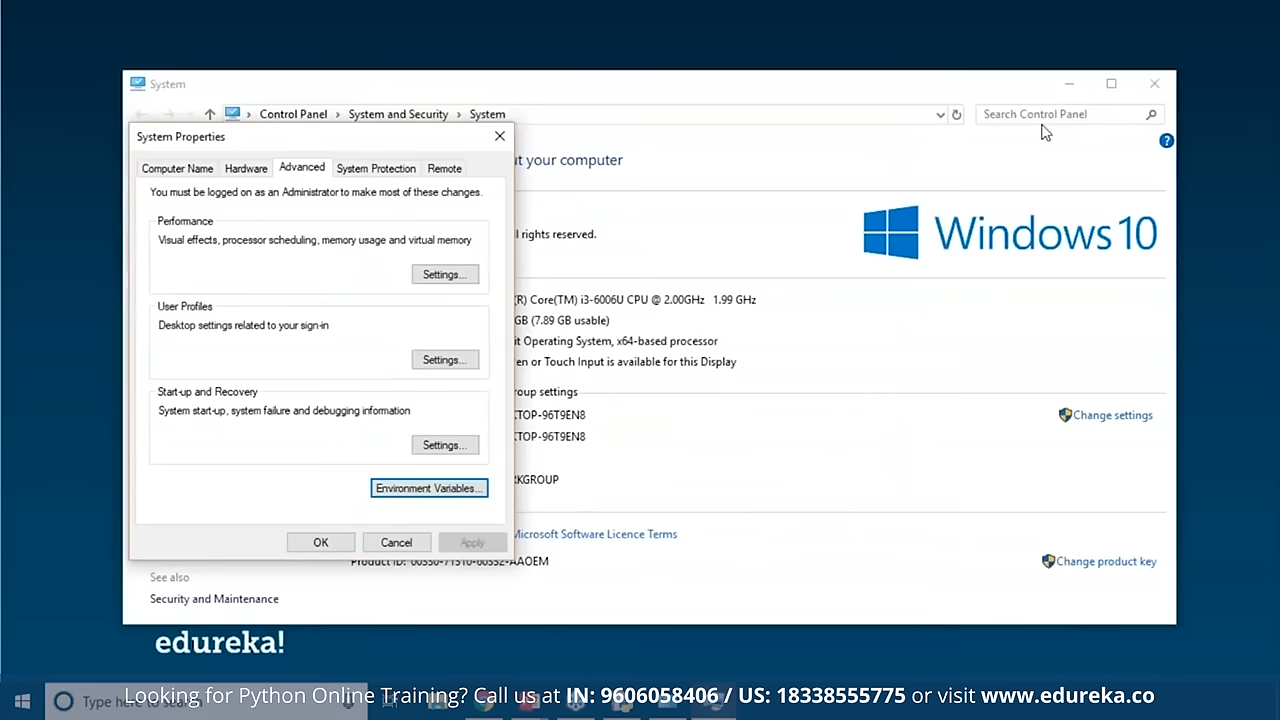 System
Control Panel
System and Security
System
Search Control Panel
System Properties
Computer Name
Hardware
Advanced
System Protection
Remote
You must be logged on as an Administrator to make most of these changes.
Performance
Visual effects, processor scheduling, memory usage and virtual memory
Settings...
User Profiles
Desktop settings related to your sign-in
Settings...
Start-up and Recovery
System start-up, system failure and debugging information
Settings...
Environment Variables...
OK
Cancel
Apply
ut your computer
ll rights reserved.
Windows 10
(R) Core(TM) i3-6006U CPU @ 2.00GHz 1.99 GHz
GB (7.89 GB usable)
it Operating System, x64-based processor
en or Touch Input is available for this Display
oup settings
TOP-96T9EN8
Change settings
TOP-96T9EN8
KGROUP
Microsoft Software Licence Terms
Change product key
See also
Security and Maintenance
edureka!
Type here
Looking for Python Online Training? Call us at IN: 9606058406 / US: 18338555775 or visit www.edureka.co